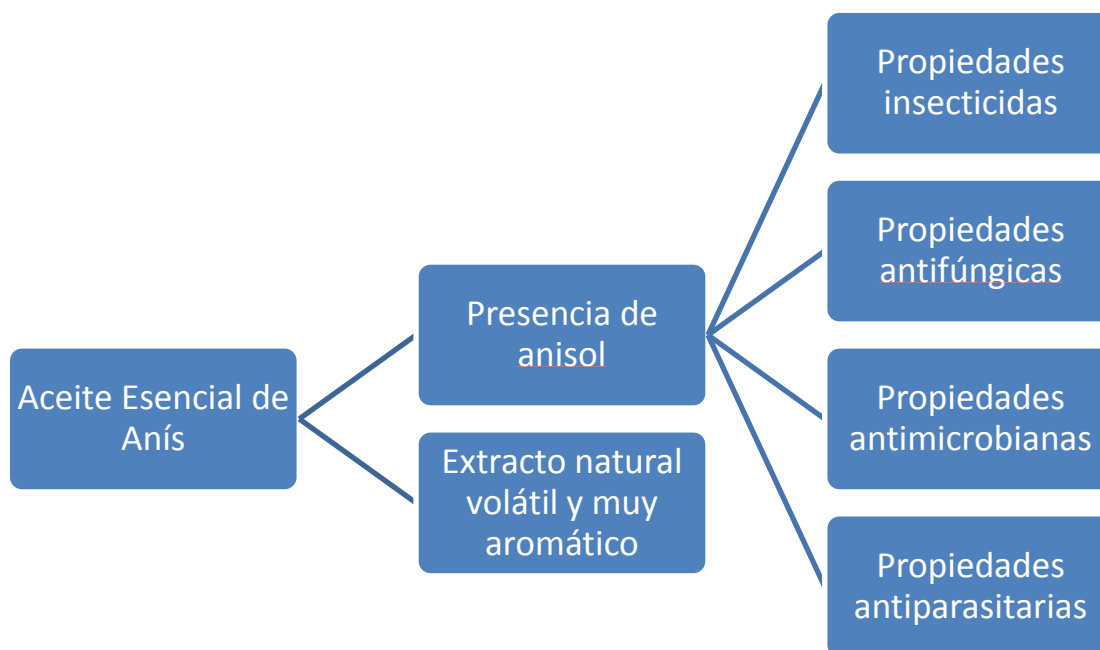 Aceite Esencial de
Anís
Presencia de
anisol
Extracto natural
volátil y muy
aromático
Propiedades
insecticidas
Propiedades
antifúngicas
Propiedades
antimicrobianas
Propiedades
antiparasitarias